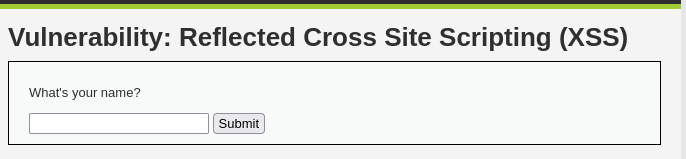 Vulnerability: Reflected Cross Site Scripting (XSS)
What's your name?
Submit